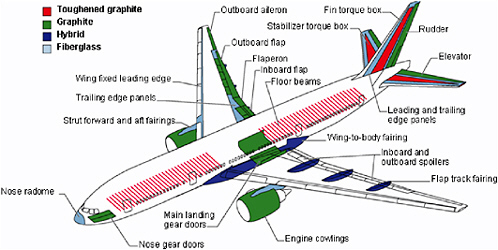 Toughened graphite
Graphite
Hybrid
Fiberglass
Outboard aileron
Fin torque box
Stabilizer torque box
Rudder
Outboard flap
Elevator
Flaperon
Wing fixed leading edge
Inboard flap
Floor beams
Trailing edge panels
Leading and trailing
edge panels
Strut forward and aft fairings
Wing-to-body fairing
Inboard and
outboard spoilers
Flap track fairing
Nose radome
Main landing
gear doors
Nose gear doors
Engine cowlings